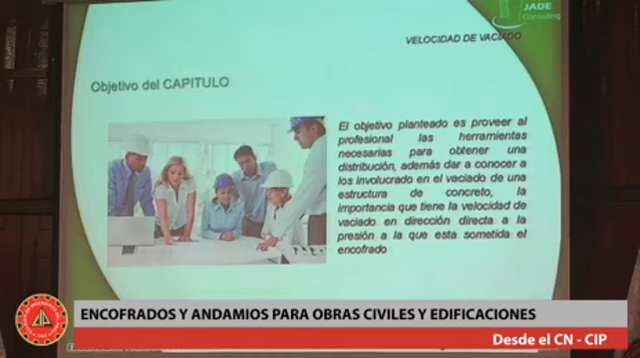 JADE
Consulting
VELOCIDAD DE VACIADO
Objetivo del CAPITULO
El objetivo planteado es proveer al
profesional las herramientas
necesarias para obtener una
distribución, además dar a conocer a
los involucrado en el vaciado de una
estructura de concreto, la
importancia que tiene la velocidad de
vaciado en dirección directa a la
presión a la que esta sometida el
encofrado
ENCOFRADOS Y ANDAMIOS PARA OBRAS CIVILES Y EDIFICACIONES
Desde el CN - CIP